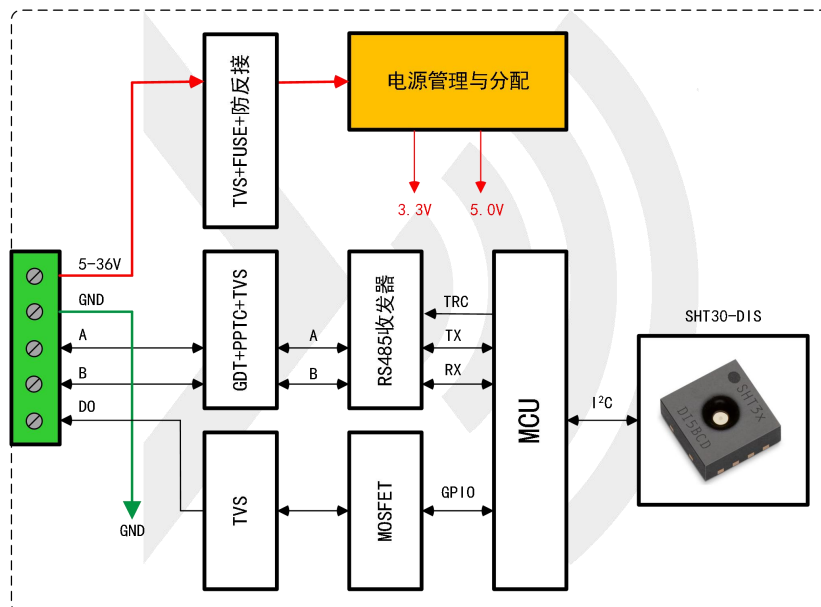 TVS+FUSE+防反接
电源管理与分配
3.3V
5.0V
5-36V
GND
A
B
DO
GND
GDT+PPTC+TVS
A
B
RS485收发器
TRC
TX
RX
MCU
TVS
MOSFET
GPIO
I²C
SHT30-DIS
SHT3X
DI5BCD